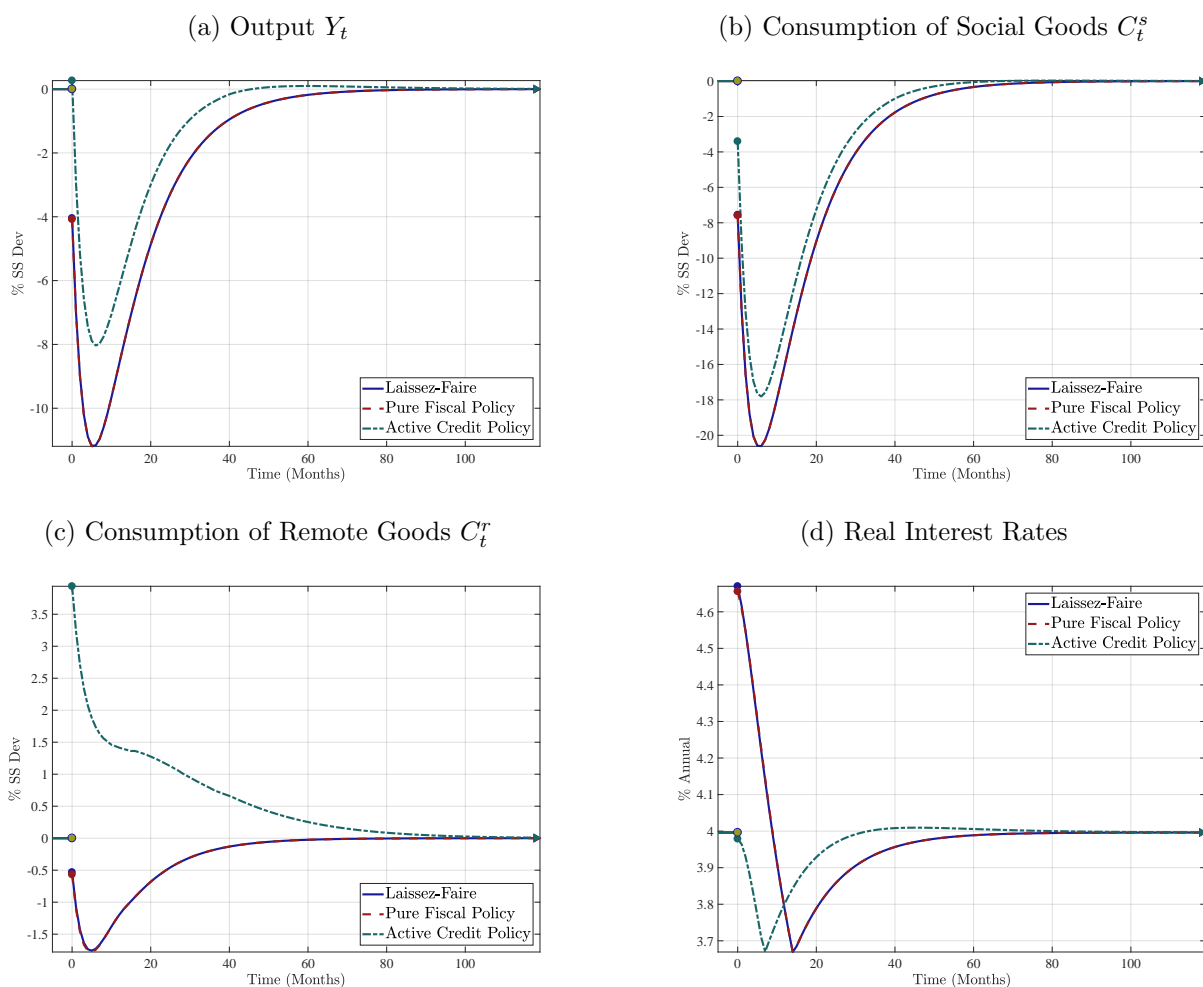 (a) Output Y_t
0
-2
-4
-6
-8
-10
% SS Dev
0 20 40 60 80 100
Time (Months)
Laissez-Faire
Pure Fiscal Policy
Active Credit Policy
(b) Consumption of Social Goods C_t^s
0
-2
-4
-6
-8
-10
-12
-14
-16
-18
-20
% SS Dev
0 20 40 60 80 100
Time (Months)
Laissez-Faire
Pure Fiscal Policy
Active Credit Policy
(c) Consumption of Remote Goods C_t^r
3.5
3
2.5
2
1.5
1
0.5
0
-0.5
-1
-1.5
% SS Dev
0 20 40 60 80 100
Time (Months)
Laissez-Faire
Pure Fiscal Policy
Active Credit Policy
(d) Real Interest Rates
4.6
4.5
4.4
4.3
4.2
4.1
4
3.9
3.8
3.7
% Annual
0 20 40 60 80 100
Time (Months)
Laissez-Faire
Pure Fiscal Policy
Active Credit Policy